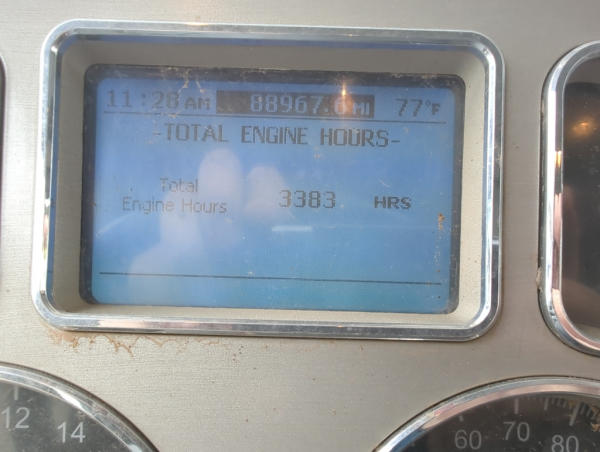 11:28 AM 88967.6 MI 77°F
-TOTAL ENGINE HOURS-
Total
Engine Hours 3383 HRS
12 14
60 70 80